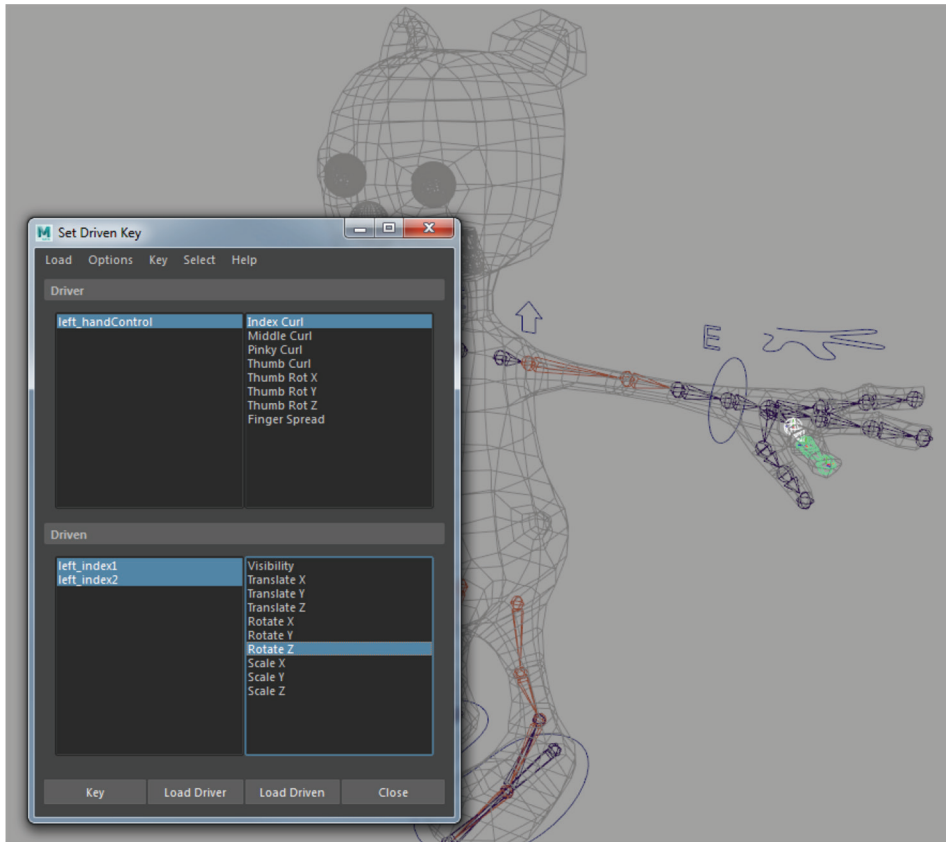 M Set Driven Key
Load Options Key Select Help
Driver
left_handControl Index Curl
Middle Curl
Pinky Curl
Thumb Curl
Thumb Rot X
Thumb Rot Y
Thumb Rot Z
Finger Spread
E
Driven
left_index1 Visibility
left_index2 Translate X
Translate Y
Translate Z
Rotate X
Rotate Y
Rotate Z
Scale X
Scale Y
Scale Z
Key Load Driver Load Driven Close